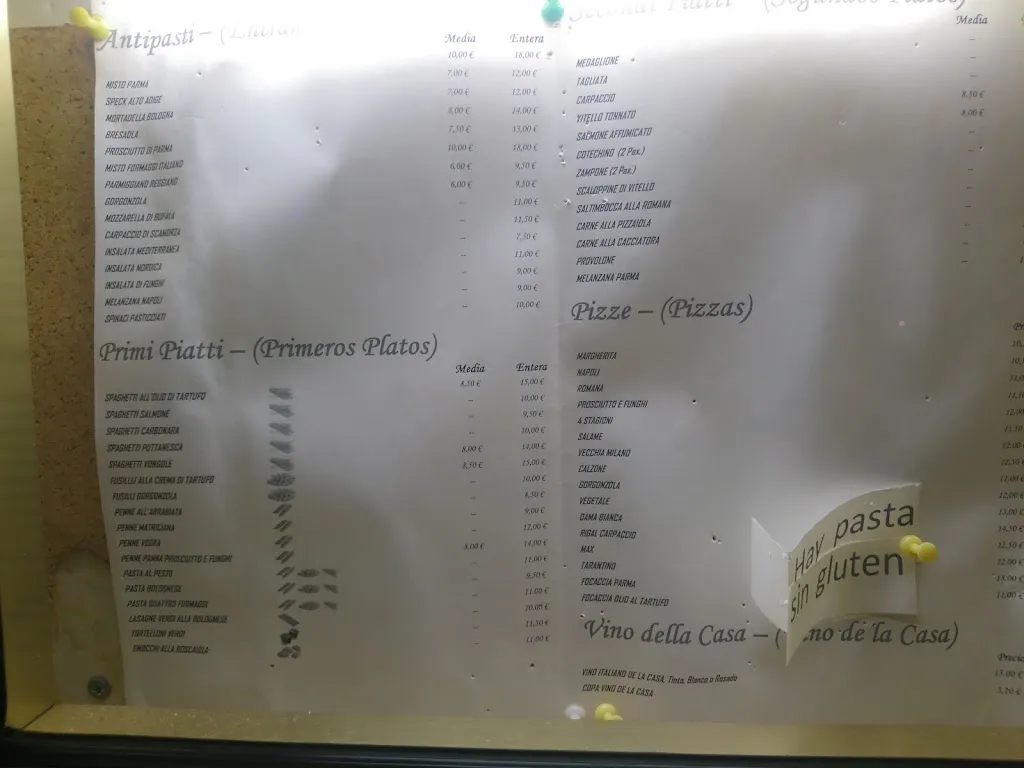 Antipasti – (Entran
Media Entera
10,00 € 18,00 €
7,00 € 12,00 €
MISTO PARMA 7,00 € 12,00 €
SPECK ALTO ADIGE 8,00 € 14,00 €
MORTADELLA BOLOGNA 7,50 € 13,00 €
BRESAOLA 10,00 € 18,00 €
PROSCIUTTO DI PARMA 6,00 € 9,50 €
MISTO FORMAGGI ITALIANO 6,00 € 9,50 €
PARMIGGIANO REGGIANO -- 11,00 €
GORGONZOLA -- 11,50 €
MOZZARELLA DI BUFALA -- 7,50 €
CARPACCIO DI SCAMORZA -- 11,00 €
INSALATA MEDITERRANEA -- 9,00 €
INSALATA NORDICA -- 9,00 €
INSALATA DI FUNGHI -- 10,00 €
MELANZANA NAPOLI
SPINACI PASTICCIATI
Primi Piatti – (Primeros Platos)
Media Entera
8,50 € 15,00 €
SPAGHETTI ALL'OLIO DI TARTUFO -- 10,00 €
SPAGHETTI SALMONE -- 9,50 €
SPAGHETTI CARBONARA -- 10,00 €
SPAGHETTI PUTTANESCA 8,00 € 14,00 €
SPAGHETTI VONGOLE 8,50 € 15,00 €
FUSILLI ALLA CREMA DI TARTUFO -- 10,00 €
FUSILLI GORGONZOLA -- 8,50 €
PENNE ALL'ARRABIATA -- 9,00 €
PENNE MATRICIANA -- 12,00 €
PENNE VODKA 8,00 € 14,00 €
PENNE PANNA PROSCIUTTO E FUNGHI -- 11,00 €
PASTA AL PESTO -- 9,50 €
PASTA BOLOGNESE -- 11,00 €
PASTA QUATTRO FORMAGGI -- 10,00 €
LASAGNE VERDI ALLA BOLOGNESE -- 11,50 €
TORTELLONI VERDI -- 11,00 €
GNOCCHI ALLA BOSCAIOLA
Secondi Piatti – (Segundos Platos)
Media
MEDAGLIONE --
TAGLIATA --
CARPACCIO 8,50 €
VITELLO TONNATO 8,00 €
SALMONE AFFUMICATO --
COTECHINO (2 Pax.) --
ZAMPONE (2 Pax.) --
SCALOPPINE DI VITELLO --
SALTIMBOCCA ALLA ROMANA --
CARNE ALLA PIZZAIOLA --
CARNE ALLA CACCIATORA --
PROVOLONE --
MELANZANA PARMA
Pizze – (Pizzas)
MARGHERITA
NAPOLI
ROMANA
PROSCIUTTO E FUNGHI
4 STAGIONI
SALAME
VECCHIA MILANO
CALZONE
GORGONZOLA
VEGETALE
DAMA BIANCA
RIGAL CARPACCIO
MAX
TARANTINO
FOCACCIA PARMA
FOCACCIA OLIO AL TARTUFO
Hay pasta
sin gluten
Vino della Casa – ( ino de la Casa)
VINO ITALIANO DE LA CASA, Tinto, Blanco o Rosado
COPA VINO DE LA CASA